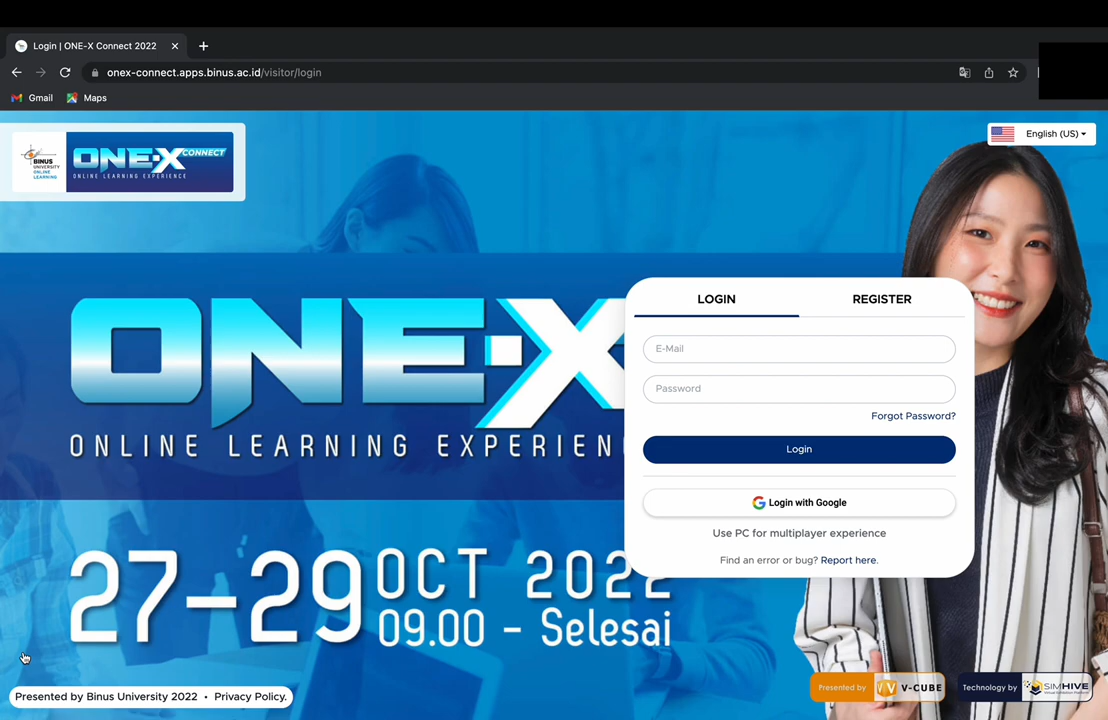 Login | ONE-X Connect 2022
onex-connect.apps.binus.ac.id/visitor/login
Gmail
Maps
BINUS
UNIVERSITY
ONLINE
LEARNING
ONE-X CONNECT
ONLINE LEARNING EXPERIENCE
English (US)
LOGIN
REGISTER
E-Mail
Password
Forgot Password?
Login
Login with Google
Use PC for multiplayer experience
Find an error or bug? Report here.
ONE-X
ONLINE LEARNING EXPERIEN
27-29 OCT 2022
09.00 - Selesai
Presented by Binus University 2022 • Privacy Policy.
Presented by V-CUBE
Technology by SIMHIVE